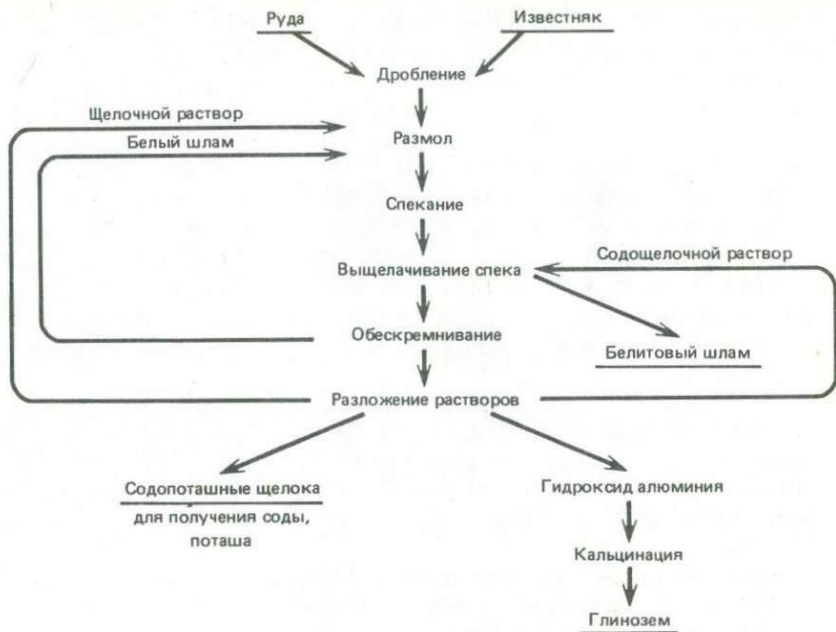 Руда
Известняк
Дробление
Щелочной раствор
Белый шлам
Размол
Спекание
Содощелочной раствор
Выщелачивание спека
Обескремнивание
Белитовый шлам
Разложение растворов
Содопоташные щелока
для получения соды,
поташа
Гидроксид алюминия
Кальцинация
Глинозем